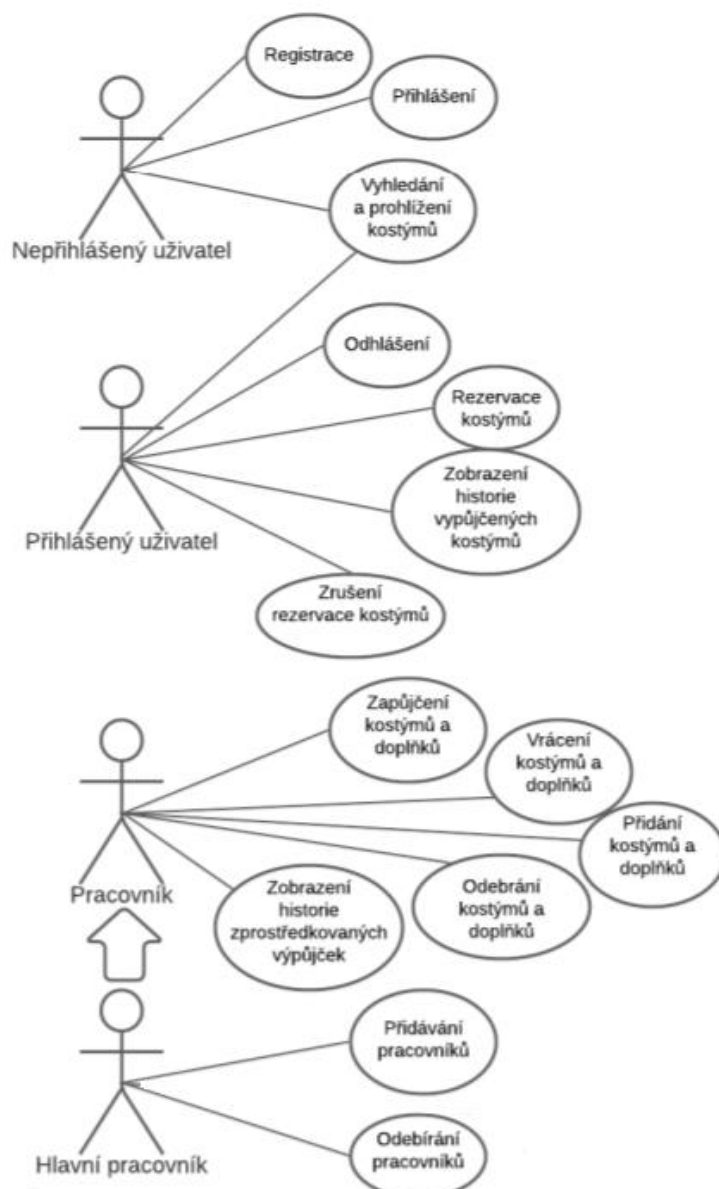 Registrace
Přihlášení
Vyhledání
a prohlížení
kostýmů
Nepřihlášený uživatel
Odhlášení
Rezervace
kostýmů
Zobrazení
historie
vypůjčených
kostýmů
Přihlášený uživatel
Zrušení
rezervace kostýmů
Zapůjčení
kostýmů a
doplňků
Vrácení
kostýmů a
doplňků
Přidání
kostýmů a
doplňků
Pracovník
Zobrazení
historie
zprostředkovaných
výpůjček
Odebrání
kostýmů a
doplňků
Přidávání
pracovníků
Hlavní pracovník
Odebírání
pracovníků